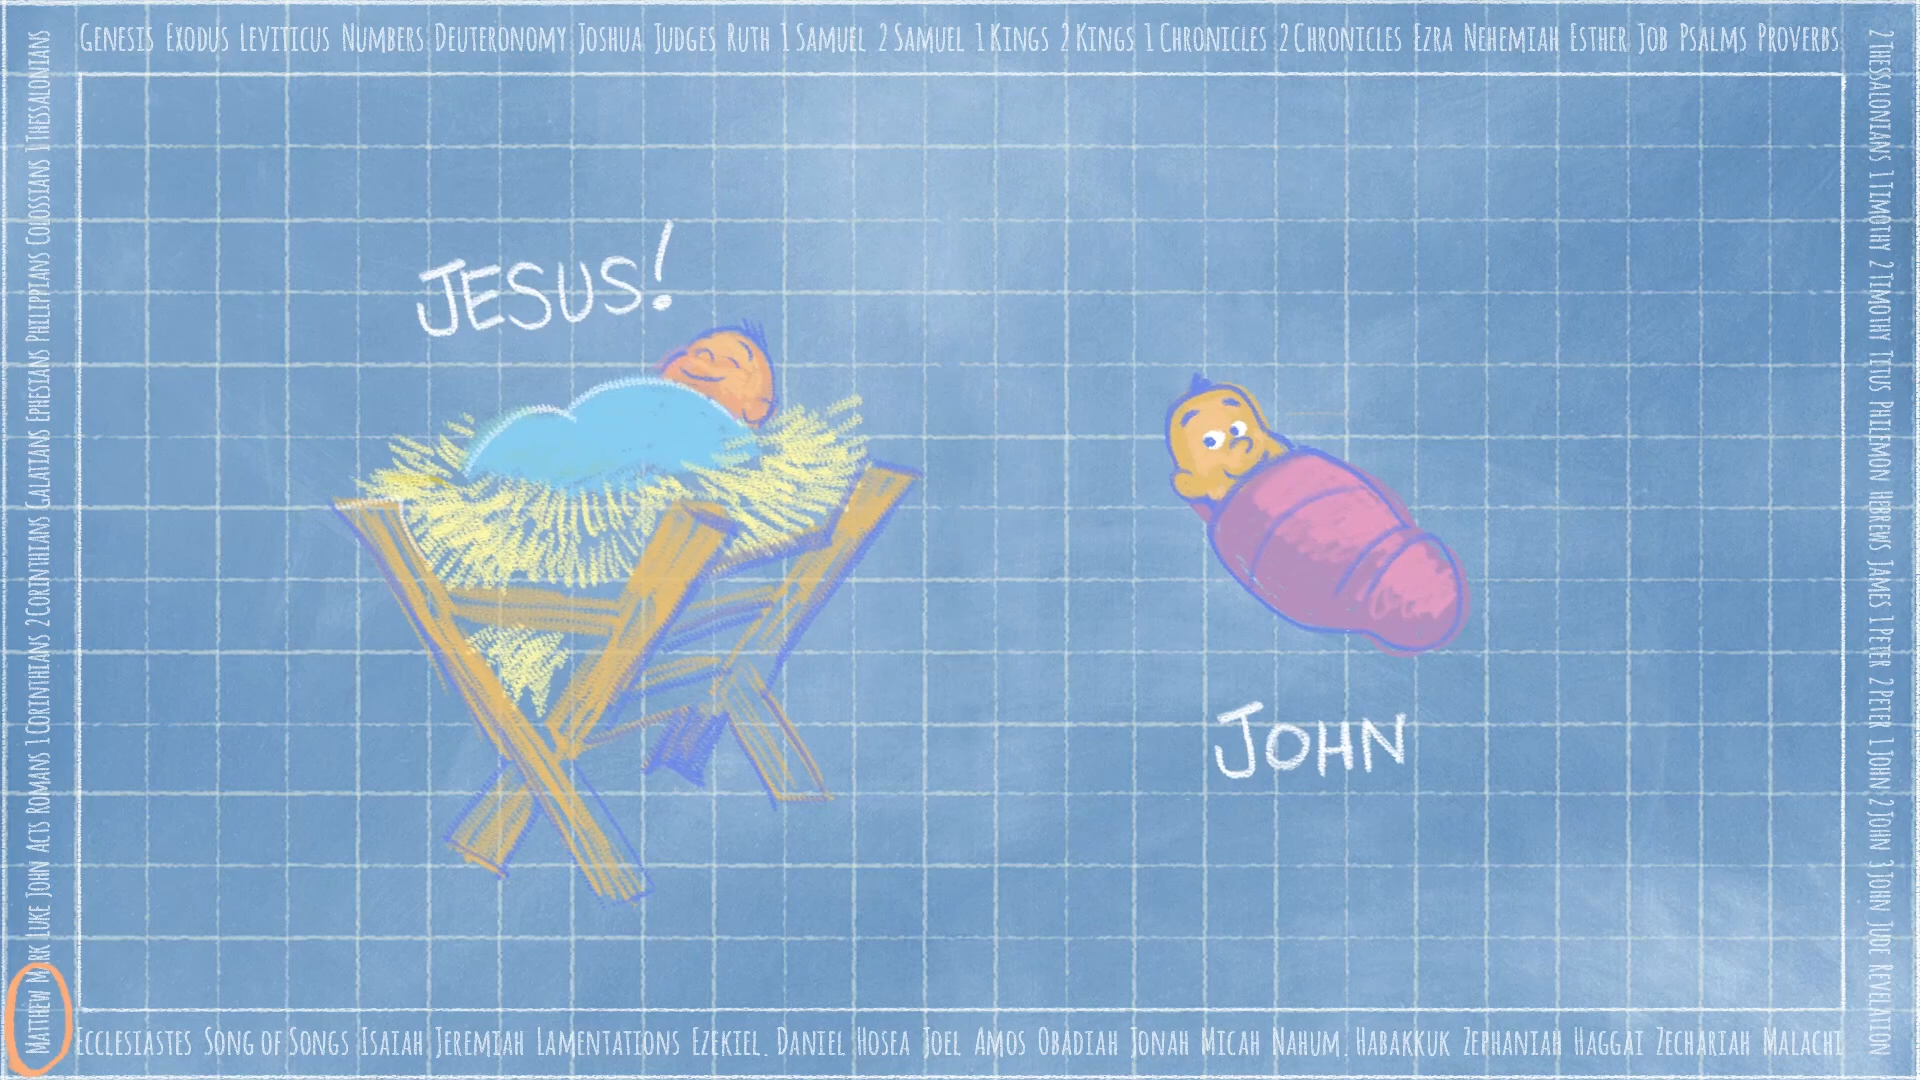 GENESIS EXODUS LEVITICUS NUMBERS DEUTERONOMY JOSHUA JUDGES RUTH 1 SAMUEL 2 SAMUEL 1 KINGS 2 KINGS 1 CHRONICLES 2 CHRONICLES EZRA NEHEMIAH ESTHER JOB PSALMS PROVERBS
JESUS!
JOHN
ECCLESIASTES SONG OF SONGS ISAIAH JEREMIAH LAMENTATIONS EZEKIEL. DANIEL HOSEA JOEL AMOS OBADIAH JONAH MICAH NAHUM. HABAKKUK ZEPHANIAH HAGGAI ZECHARIAH MALACHI
MATTHEW MARK LUKE JOHN ACTS ROMANS 1 CORINTHIANS 2 CORINTHIANS GALATIANS EPHESIANS PHILIPPIANS COLOSSIANS 1 THESSALONIANS
2 THESSALONIANS 1 TIMOTHY 2 TIMOTHY TITUS PHILEMON HEBREWS JAMES 1 PETER 2 PETER 1 JOHN 2 JOHN 3 JOHN JUDE REVELATION